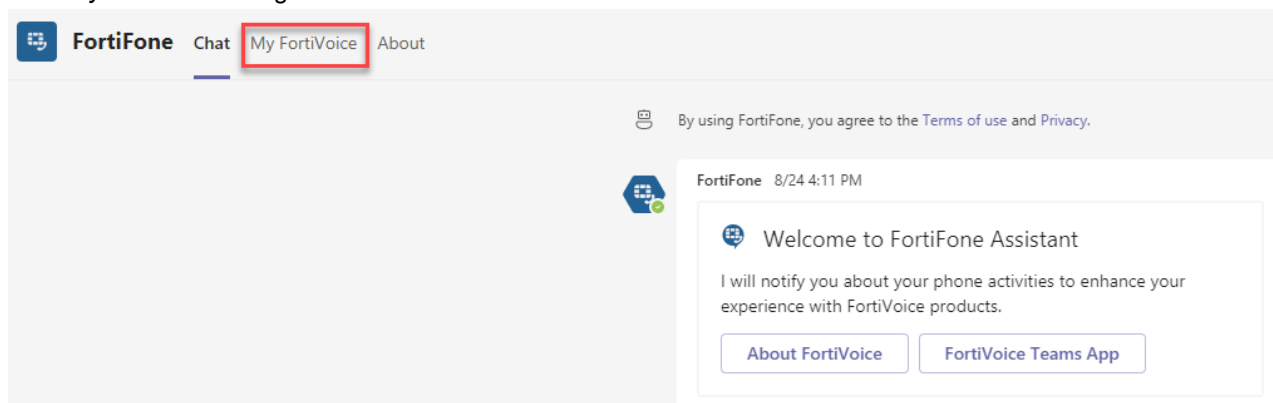 FortiFone Chat My FortiVoice About
By using FortiFone, you agree to the Terms of use and Privacy.
FortiFone 8/24 4:11 PM
Welcome to FortiFone Assistant
I will notify you about your phone activities to enhance your
experience with FortiVoice products.
About FortiVoice FortiVoice Teams App